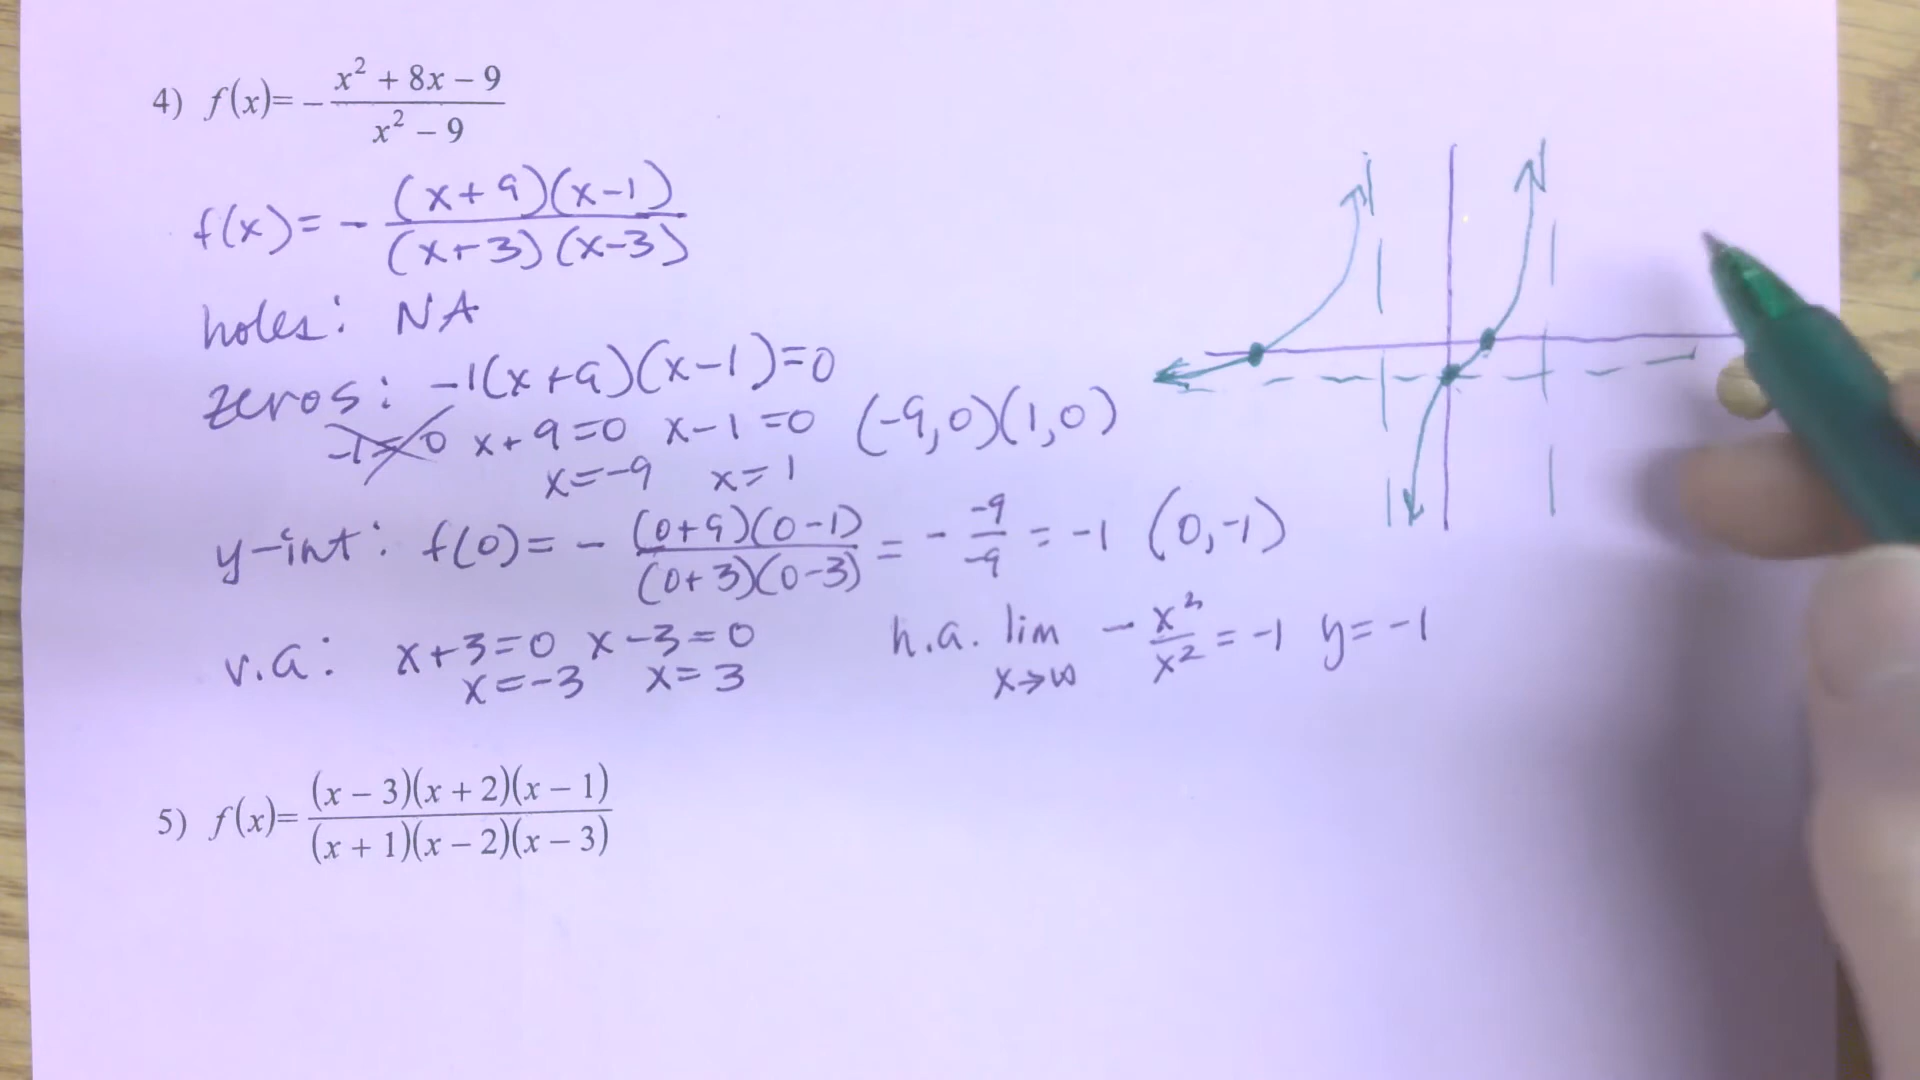 4) f(x)= − (x² + 8x − 9)/(x² − 9)
f(x) = − ((x+9)(x−1))/((x+3)(x−3))
holes: NA
zeros: −1(x+9)(x−1)=0
−1=0 x+9=0 x−1=0 (−9,0)(1,0)
x=−9 x=1
y-int: f(0)= − ((0+9)(0−1))/((0+3)(0−3)) = − (−9)/(−9) = −1 (0,−1)
v.a: x+3=0 x−3=0 h.a. lim − x²/x² = −1 y=−1
x=−3 x=3 x→∞
5) f(x)= ((x − 3)(x + 2)(x − 1))/((x + 1)(x − 2)(x − 3))